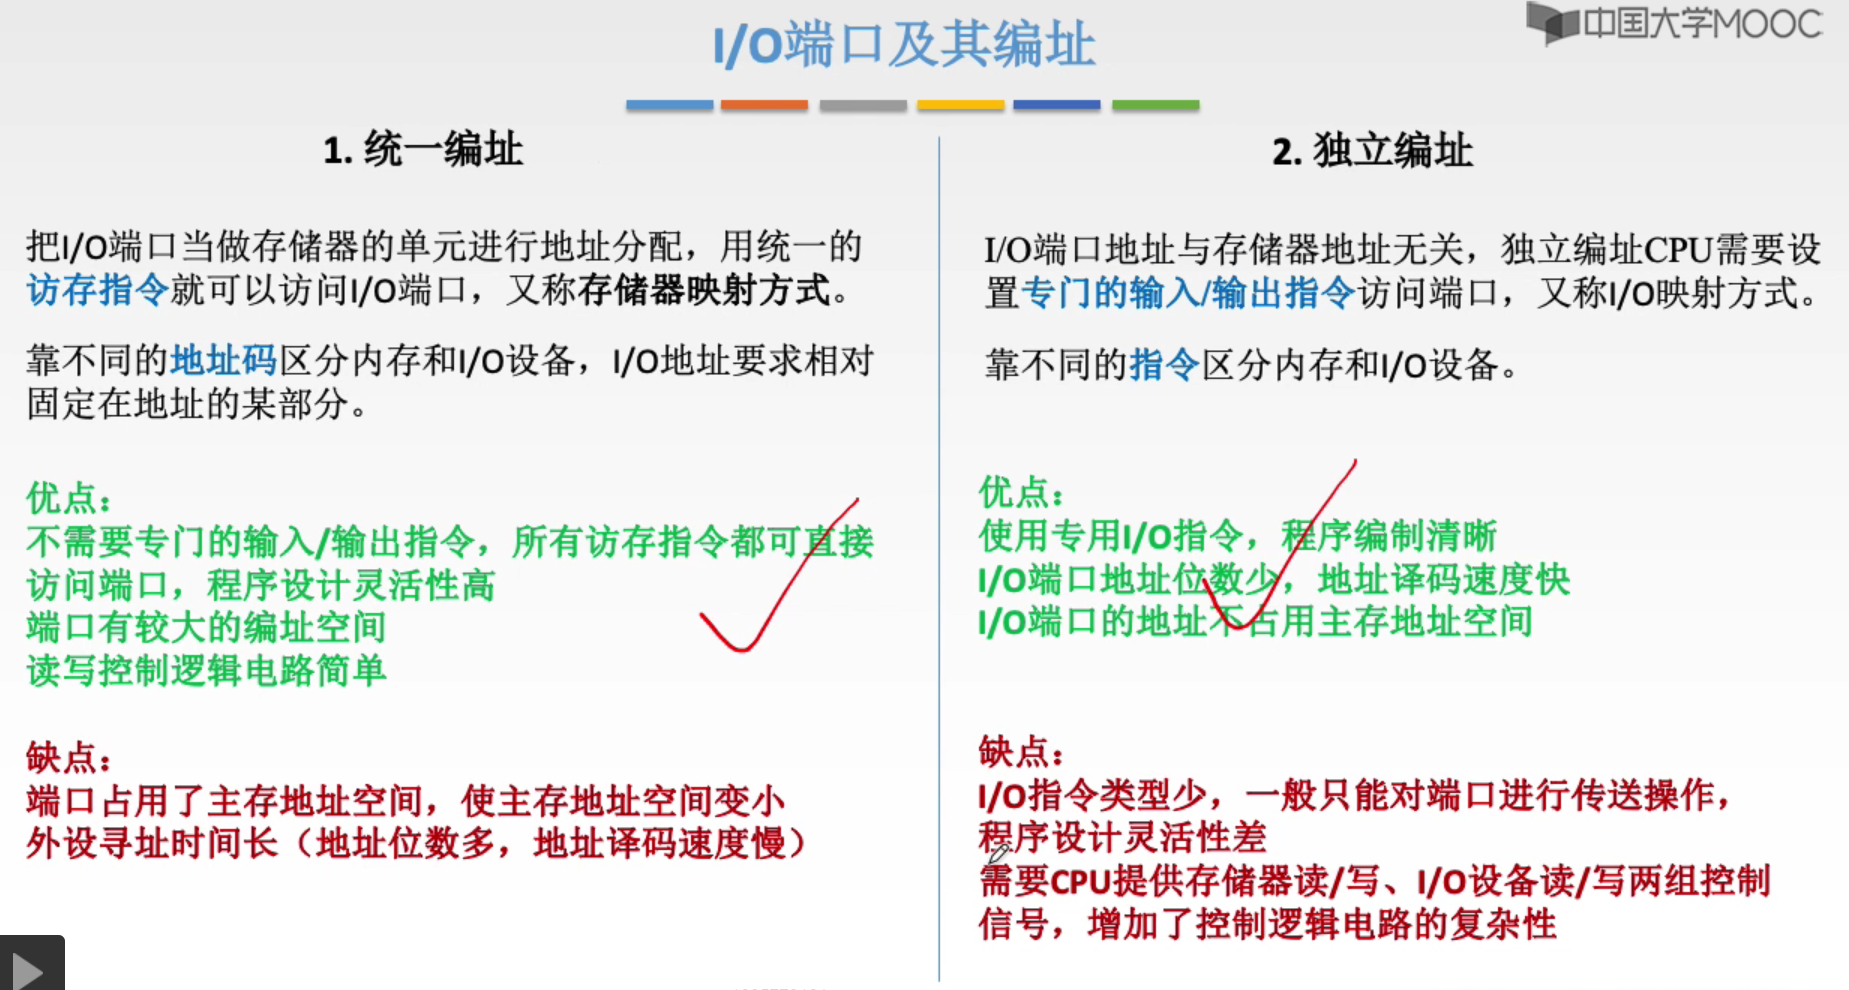 中国大学MOOC
I/O端口及其编址
1. 统一编址
把I/O端口当做存储器的单元进行地址分配，用统一的
访存指令就可以访问I/O端口，又称存储器映射方式。
靠不同的地址码区分内存和I/O设备，I/O地址要求相对
固定在地址的某部分。
优点：
不需要专门的输入/输出指令，所有访存指令都可直接
访问端口，程序设计灵活性高
端口有较大的编址空间
读写控制逻辑电路简单
缺点：
端口占用了主存地址空间，使主存地址空间变小
外设寻址时间长（地址位数多，地址译码速度慢）
2. 独立编址
I/O端口地址与存储器地址无关，独立编址CPU需要设
置专门的输入/输出指令访问端口，又称I/O映射方式。
靠不同的指令区分内存和I/O设备。
优点：
使用专用I/O指令，程序编制清晰
I/O端口地址位数少，地址译码速度快
I/O端口的地址不占用主存地址空间
缺点：
I/O指令类型少，一般只能对端口进行传送操作，
程序设计灵活性差
需要CPU提供存储器读/写、I/O设备读/写两组控制
信号，增加了控制逻辑电路的复杂性